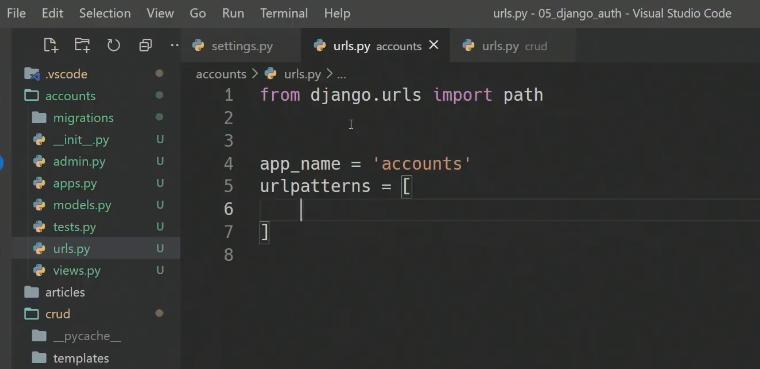 File Edit Selection View Go Run Terminal Help urls.py - 05_django_auth - Visual Studio Code
settings.py urls.py accounts urls.py crud
accounts > urls.py > ...
.vscode
accounts
migrations
__init__.py U
admin.py U
apps.py U
models.py U
tests.py U
urls.py U
views.py U
articles
crud
__pycache__
templates
1 from django.urls import path
2
3
4 app_name = 'accounts'
5 urlpatterns = [
6
7 ]
8